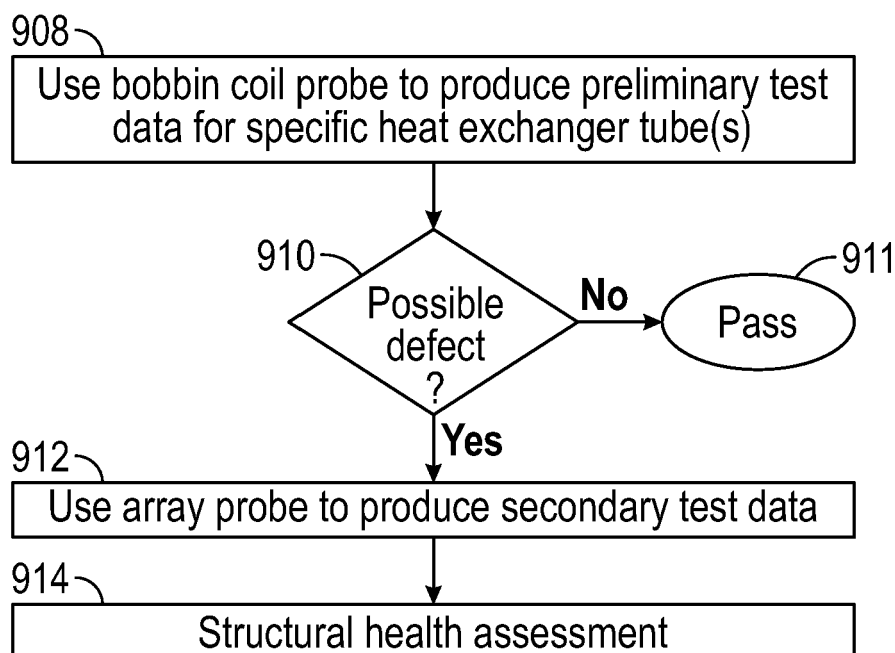 908
Use bobbin coil probe to produce preliminary test
data for specific heat exchanger tube(s)
910
Possible
defect
?
No
911
Pass
Yes
912
Use array probe to produce secondary test data
914
Structural health assessment